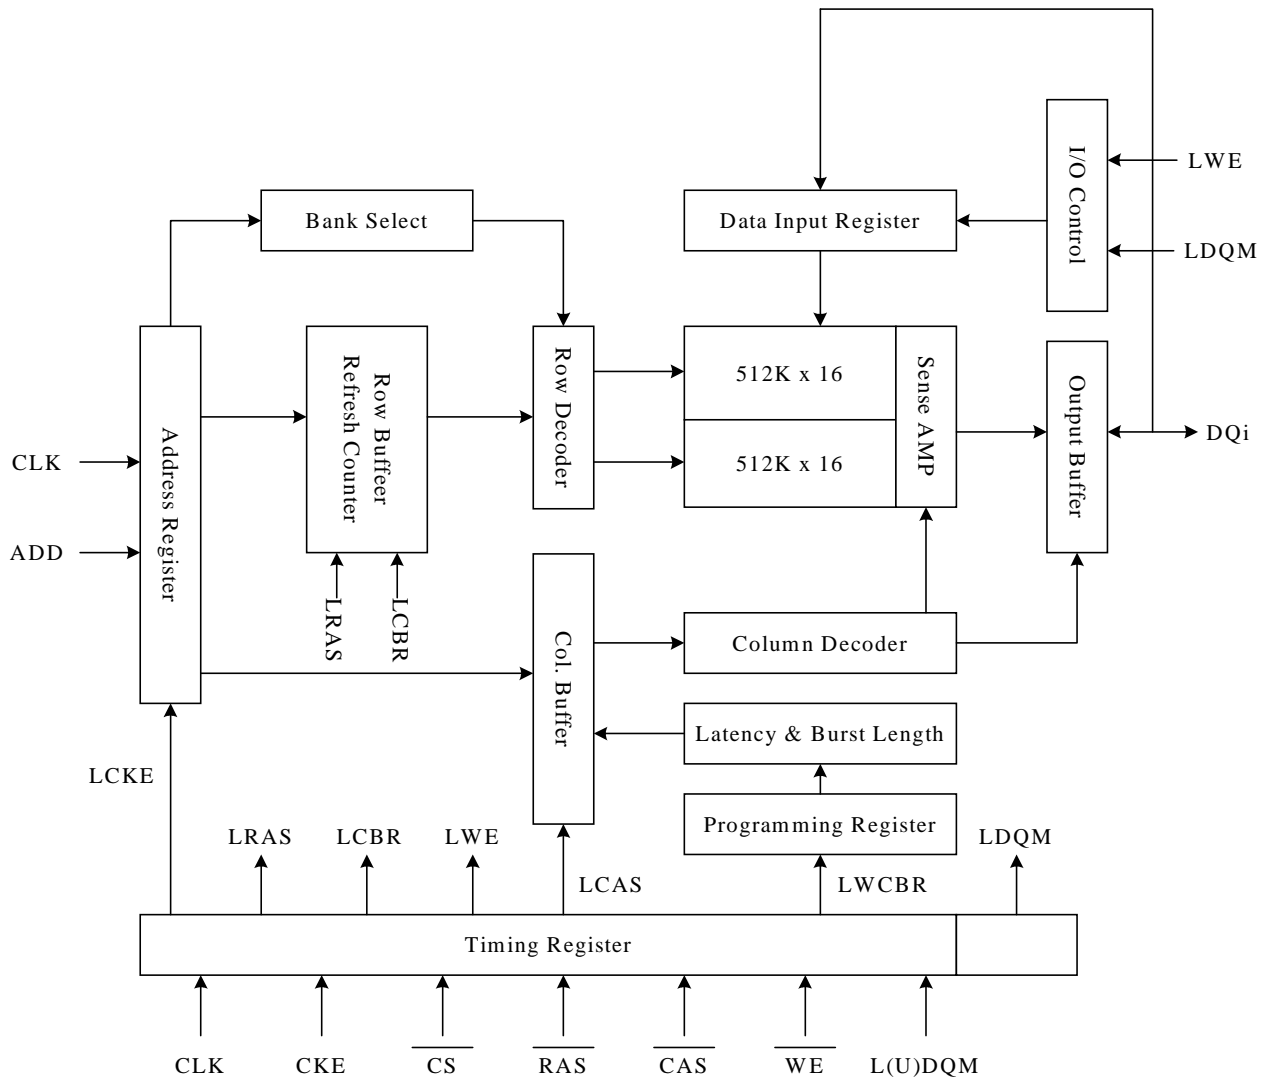 I/O Control
LWE
LDQM
Bank Select
Data Input Register
Address Register
Row Buffeer
Refresh Counter
Row Decoder
512K x 16
512K x 16
Sense AMP
Output Buffer
DQi
CLK
ADD
LRAS
LCBR
Col. Buffer
Column Decoder
Latency & Burst Length
Programming Register
LCKE
LRAS
LCBR
LWE
LCAS
LWCBR
LDQM
Timing Register
CLK
CKE
CS
RAS
CAS
WE
L(U)DQM